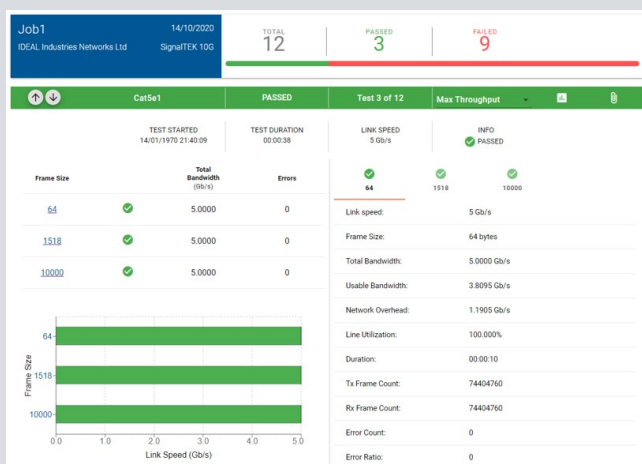 Job1 14/10/2020
IDEAL Industries Networks Ltd SignalTEK 10G
TOTAL PASSED FAILED
12 3 9
Cat5e1 PASSED Test 3 of 12 Max Throughput
TEST STARTED TEST DURATION LINK SPEED INFO
14/01/1970 21:40:09 00:00:38 5 Gb/s PASSED
Frame Size Total Bandwidth (Gb/s) Errors
64 5.0000 0
1518 5.0000 0
10000 5.0000 0
64 1518 10000
Link speed: 5 Gb/s
Frame Size: 64 bytes
Total Bandwidth: 5.0000 Gb/s
Usable Bandwidth: 3.8095 Gb/s
Network Overhead: 1.1905 Gb/s
Line Utilization: 100.000%
Duration: 00:00:10
Tx Frame Count: 74404760
Rx Frame Count: 74404760
Error Count: 0
Error Ratio: 0
Frame Size
64
1518
10000
0.0 1.0 2.0 3.0 4.0 5.0
Link Speed (Gb/s)